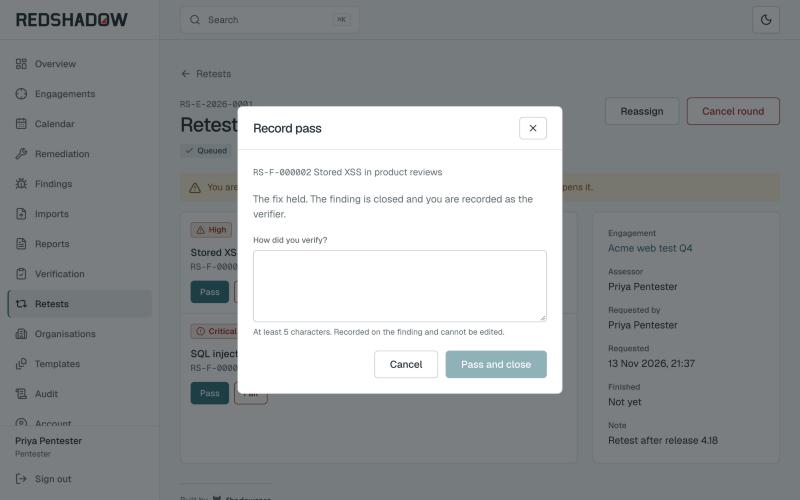 REDSHADOW
Search
⌘K
Overview
Engagements
Calendar
Remediation
Findings
Imports
Reports
Verification
Retests
Organisations
Templates
Audit
Account
Priya Pentester
Pentester
Sign out
Retests
RS-E-2026-0001
Retest
Queued
Reassign
Cancel round
You are
pens it.
High
Stored XS
RS-F-0000
Pass
Critical
SQL inject
RS-F-0000
Pass
Record pass
RS-F-000002 Stored XSS in product reviews
The fix held. The finding is closed and you are recorded as the
verifier.
How did you verify?
At least 5 characters. Recorded on the finding and cannot be edited.
Cancel
Pass and close
Engagement
Acme web test Q4
Assessor
Priya Pentester
Requested by
Priya Pentester
Requested
13 Nov 2026, 21:37
Finished
Not yet
Note
Retest after release 4.18